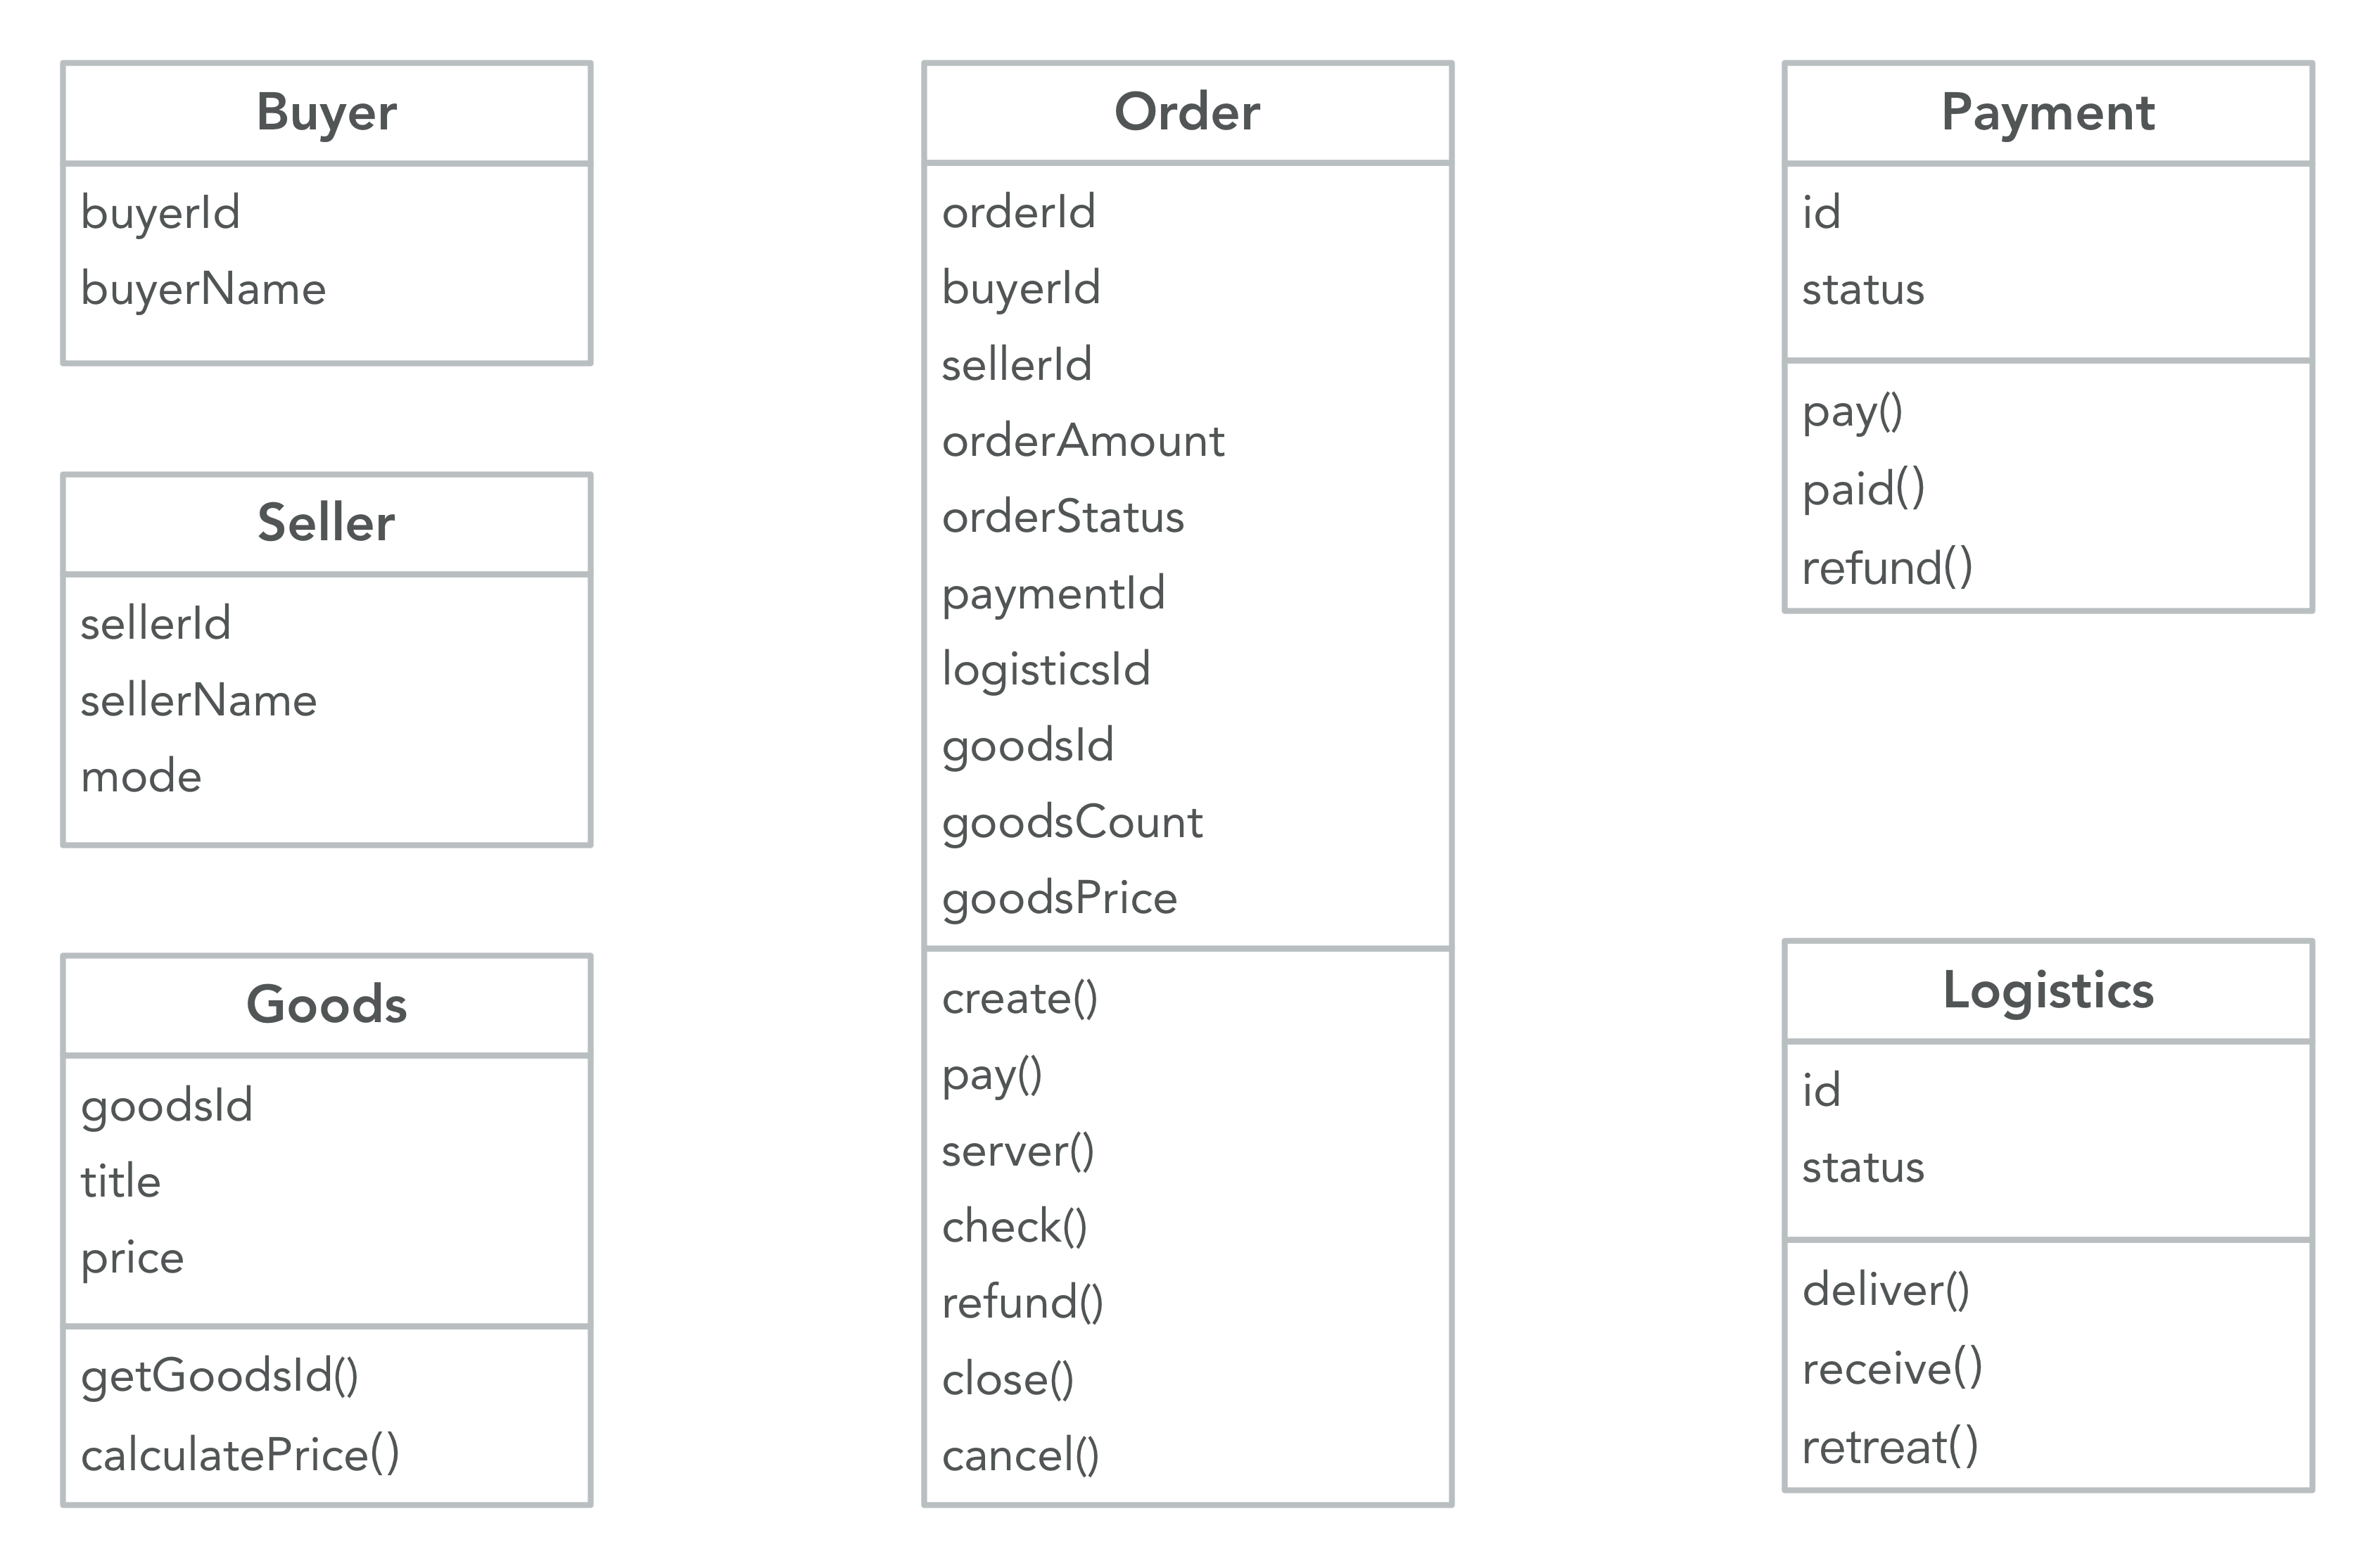 Buyer
buyerId
buyerName
Seller
sellerId
sellerName
mode
Goods
goodsId
title
price
getGoodsId()
calculatePrice()
Order
orderId
buyerId
sellerId
orderAmount
orderStatus
paymentId
logisticsId
goodsId
goodsCount
goodsPrice
create()
pay()
server()
check()
refund()
close()
cancel()
Payment
id
status
pay()
paid()
refund()
Logistics
id
status
deliver()
receive()
retreat()